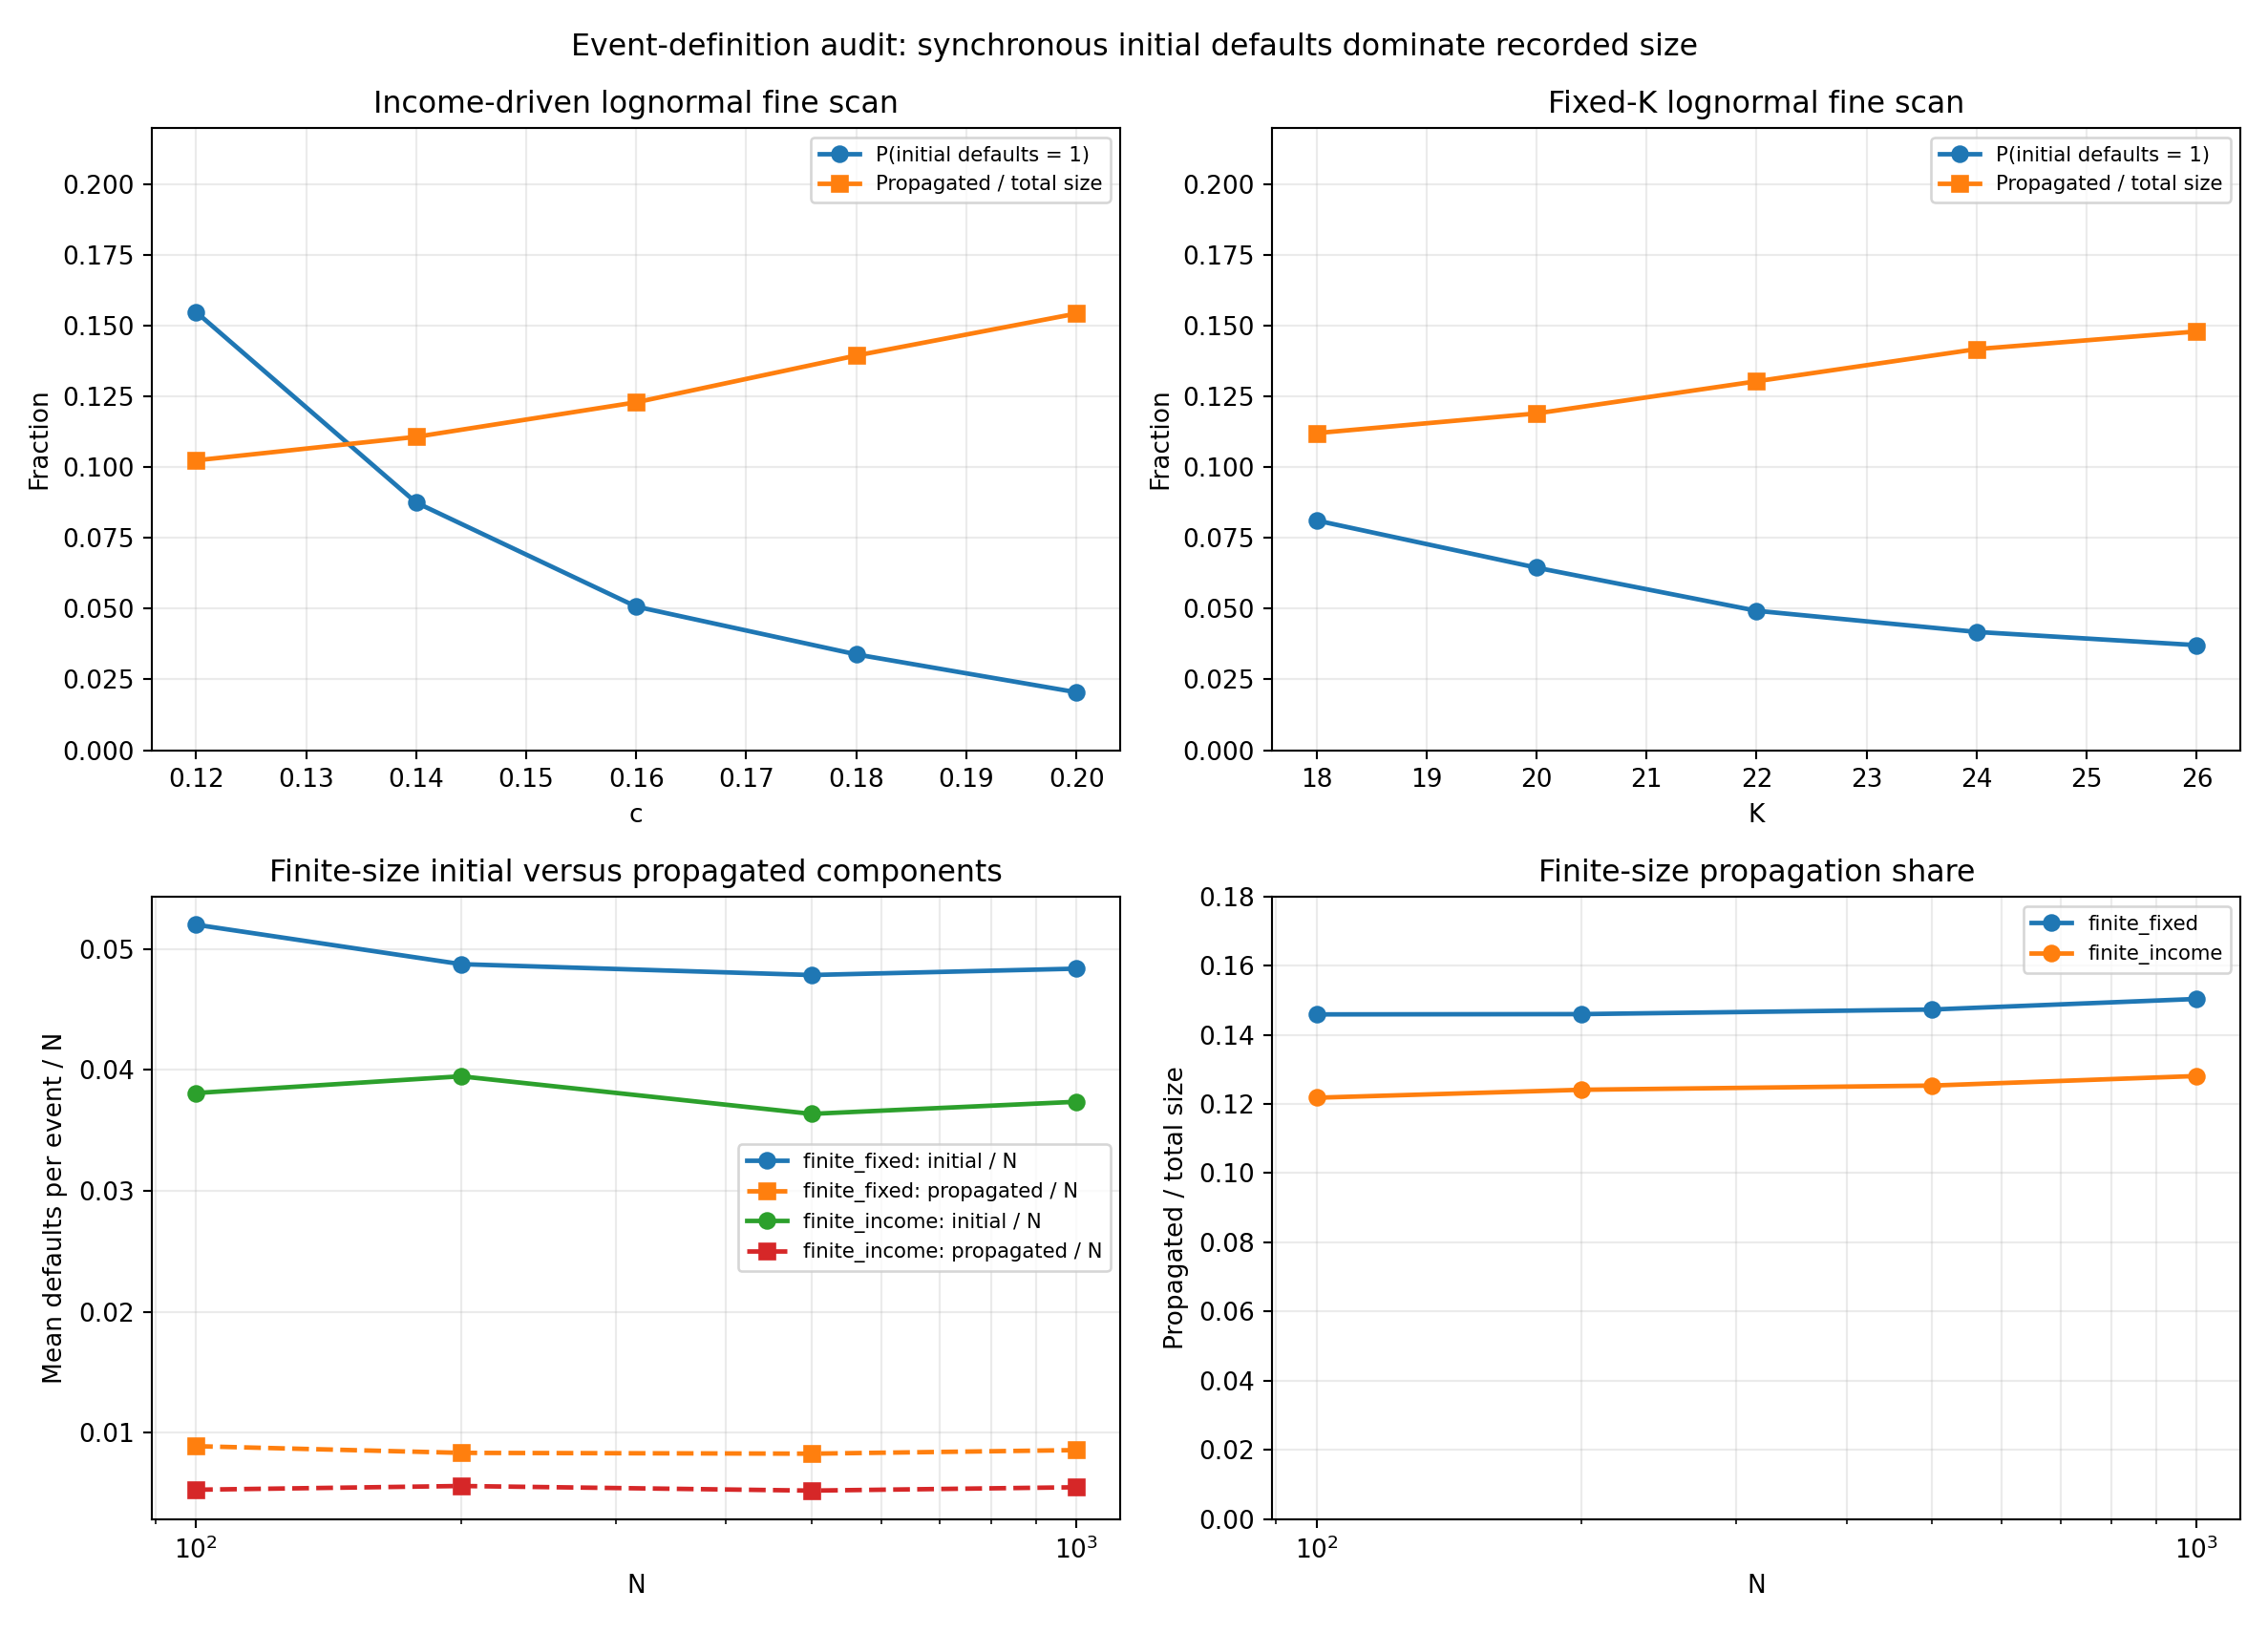 Event-definition audit: synchronous initial defaults dominate recorded size
Income-driven lognormal fine scan
P(initial defaults = 1)
Propagated / total size
0.200
0.175
0.150
0.125
0.100
0.075
0.050
0.025
0.000
Fraction
0.12 0.13 0.14 0.15 0.16 0.17 0.18 0.19 0.20
c
Fixed-K lognormal fine scan
P(initial defaults = 1)
Propagated / total size
0.200
0.175
0.150
0.125
0.100
0.075
0.050
0.025
0.000
Fraction
18 19 20 21 22 23 24 25 26
K
Finite-size initial versus propagated components
0.05
0.04
0.03
0.02
0.01
Mean defaults per event / N
finite_fixed: initial / N
finite_fixed: propagated / N
finite_income: initial / N
finite_income: propagated / N
10² 10³
N
Finite-size propagation share
finite_fixed
finite_income
0.18
0.16
0.14
0.12
0.10
0.08
0.06
0.04
0.02
0.00
Propagated / total size
10² 10³
N